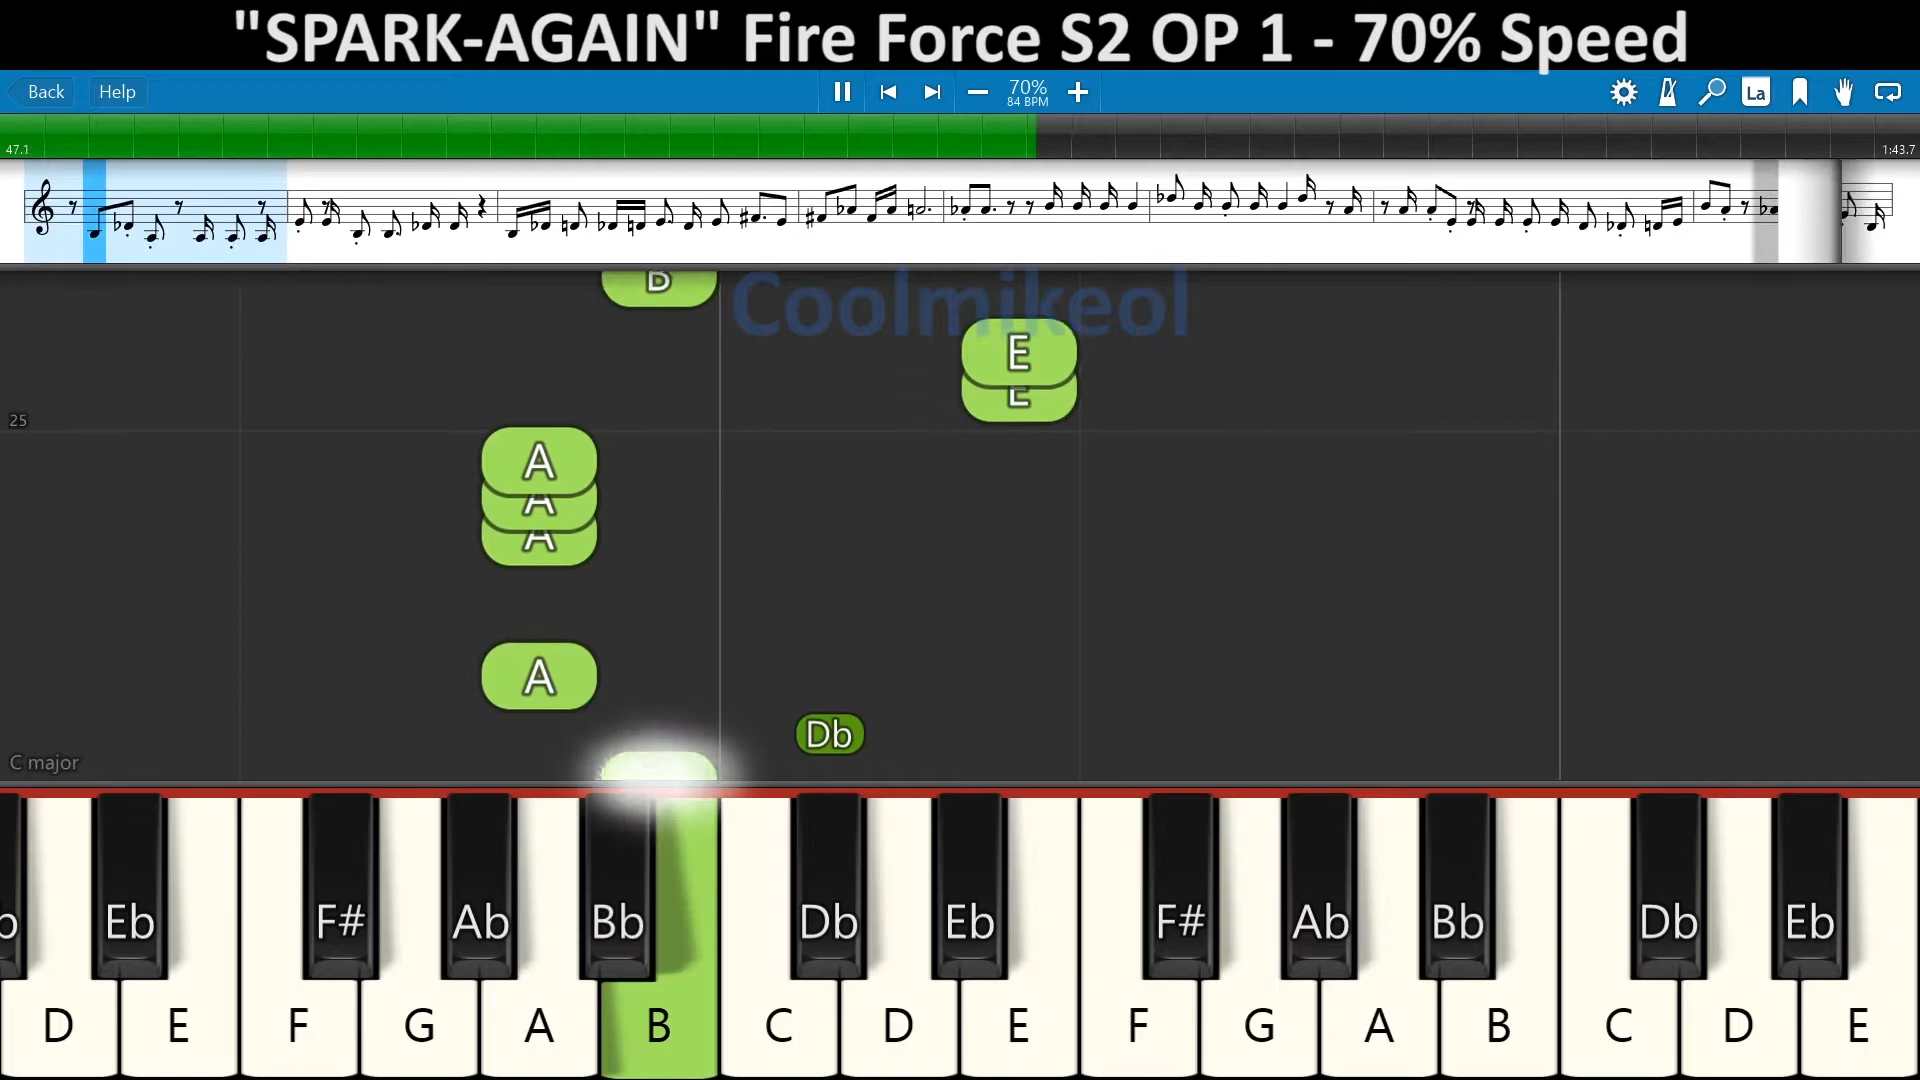 "SPARK-AGAIN" Fire Force S2 OP 1 - 70% Speed
Back Help 70% La
84 BPM
47.1 1:43.7
B Coolmikeol
E
E
25
A
A
A
A
Db
C major
Eb F# Ab Bb Db Eb F# Ab Bb Db Eb
D E F G A B C D E F G A B C D E